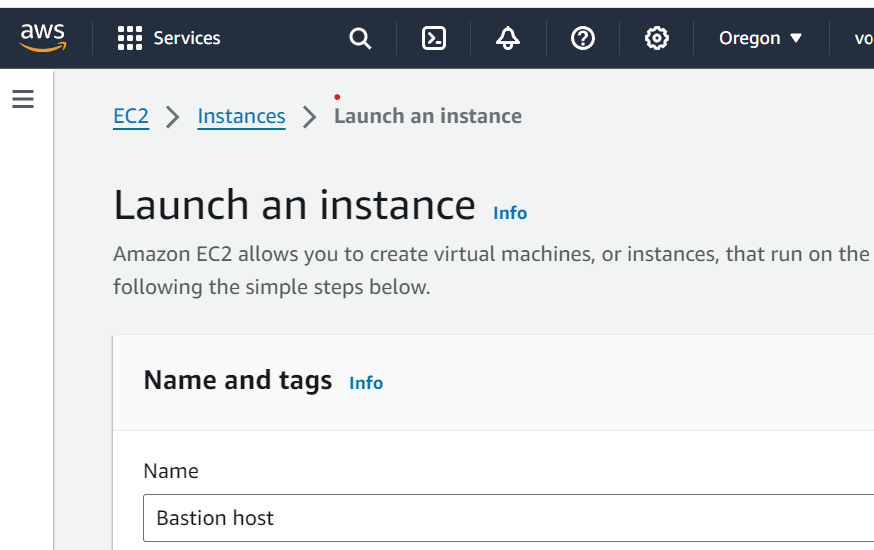 aws Services Oregon vo
EC2 Instances Launch an instance
Launch an instance Info
Amazon EC2 allows you to create virtual machines, or instances, that run on the
following the simple steps below.
Name and tags Info
Name
Bastion host